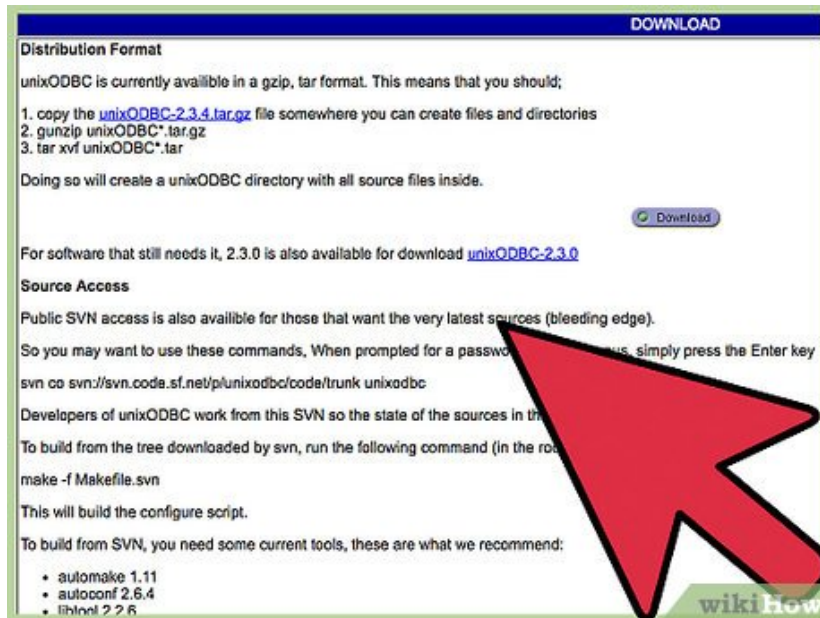 DOWNLOAD
Distribution Format
unixODBC is currently availible in a gzip, tar format. This means that you should;
1. copy the unixODBC-2.3.4.tar.gz file somewhere you can create files and directories
2. gunzip unixODBC*.tar.gz
3. tar xvf unixODBC*.tar
Doing so will create a unixODBC directory with all source files inside.
Download
For software that still needs it, 2.3.0 is also available for download unixODBC-2.3.0
Source Access
Public SVN access is also availible for those that want the very latest sources (bleeding edge).
So you may want to use these commands, When prompted for a simply press the Enter key
svn co svn://svn.code.sf.net/p/unixodbc/code/trunk unixodbc
Developers of unixODBC work from this SVN so the state of the sources in
To build from the tree downloaded by svn, run the following command (in the
make -f Makefile.svn
This will build the configure script.
To build from SVN, you need some current tools, these are what we recommend:
• automake 1.11
• autoconf 2.6.4
• libtool 2.2.6
wikiHow